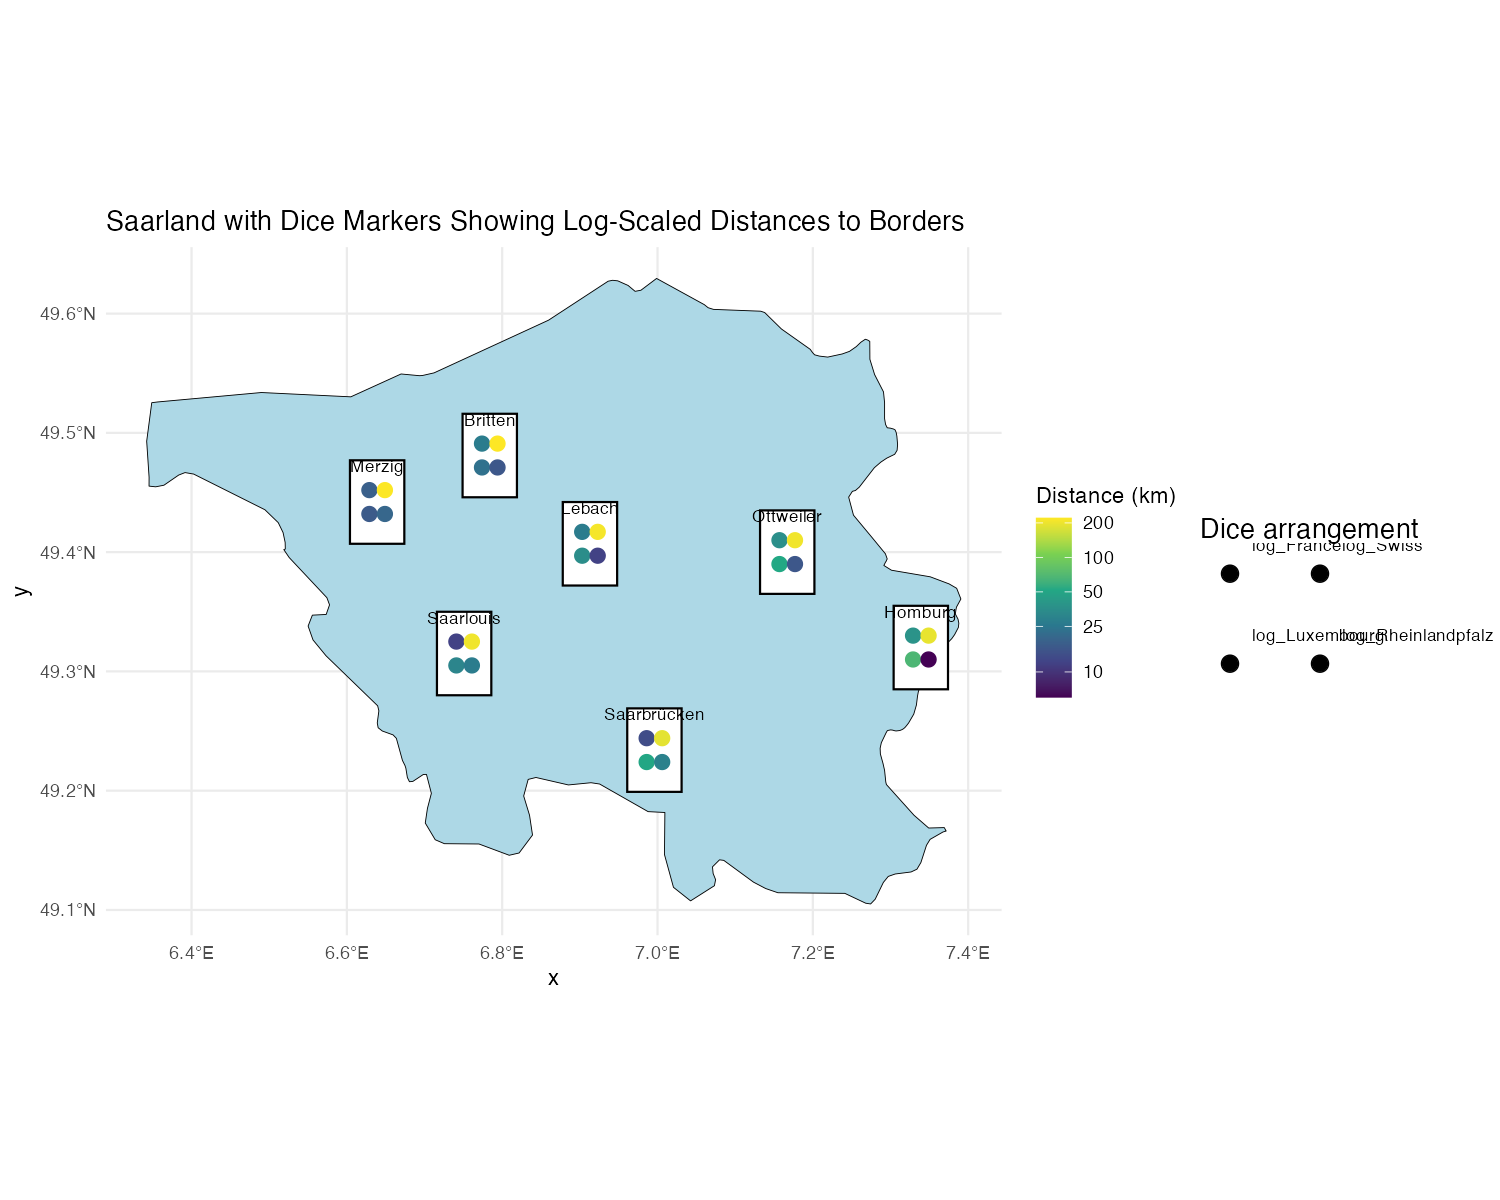 Saarland with Dice Markers Showing Log-Scaled Distances to Borders
49.6°N
49.5°N
49.4°N
49.3°N
49.2°N
49.1°N
y
Britten
Merzig
Lebach
Ottweiler
Saarlouis
Homburg
Saarbrücken
6.4°E 6.6°E 6.8°E 7.0°E 7.2°E 7.4°E
x
Distance (km)
200
100
50
25
10
Dice arrangement
log_France log_Swiss
log_Luxembourg log_Rheinlandpfalz